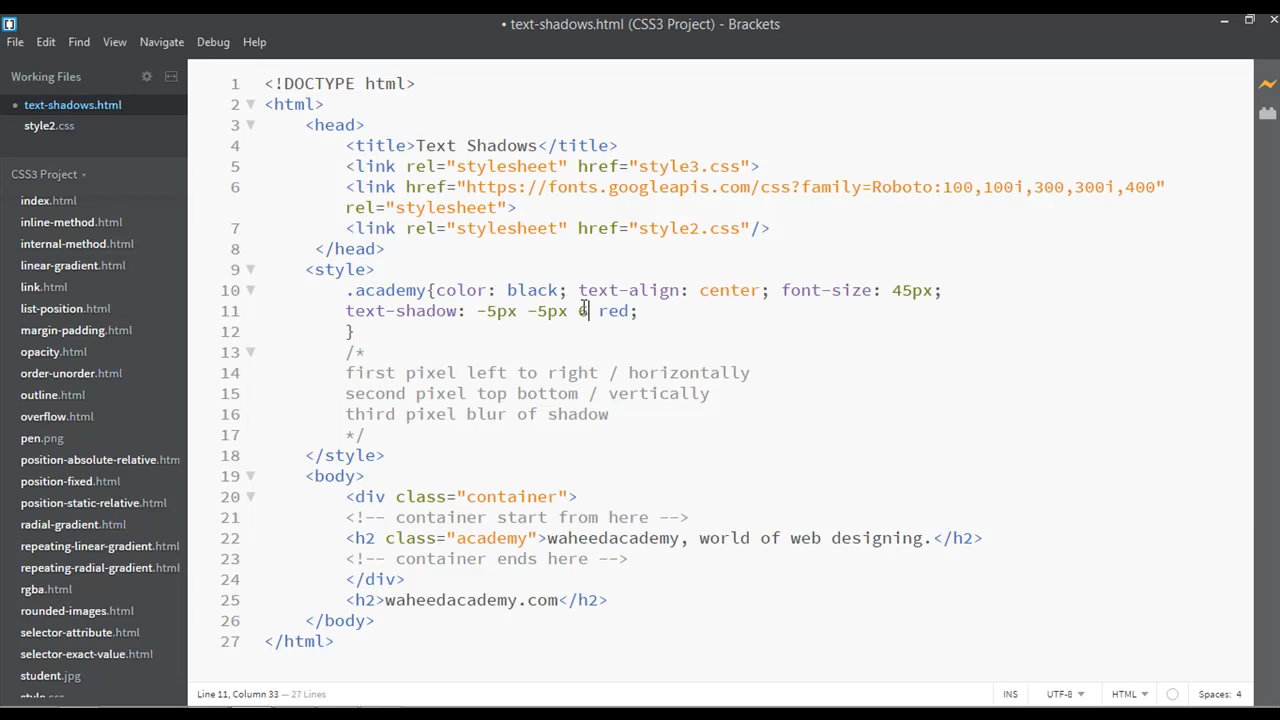 • text-shadows.html (CSS3 Project) - Brackets
File Edit Find View Navigate Debug Help
Working Files
• text-shadows.html
style2.css
CSS3 Project
index.html
inline-method.html
internal-method.html
linear-gradient.html
link.html
list-position.html
margin-padding.html
opacity.html
order-unorder.html
outline.html
overflow.html
pen.png
position-absolute-relative.htm
position-fixed.html
position-static-relative.html
radial-gradient.html
repeating-linear-gradient.html
repeating-radial-gradient.html
rgba.html
rounded-images.html
selector-attribute.html
selector-exact-value.html
student.jpg
style.css
1 <!DOCTYPE html>
2 <html>
3 <head>
4 <title>Text Shadows</title>
5 <link rel="stylesheet" href="style3.css">
6 <link href="https://fonts.googleapis.com/css?family=Roboto:100,100i,300,300i,400"
rel="stylesheet">
7 <link rel="stylesheet" href="style2.css"/>
8 </head>
9 <style>
10 .academy{color: black; text-align: center; font-size: 45px;
11 text-shadow: -5px -5px 6 red;
12 }
13 /*
14 first pixel left to right / horizontally
15 second pixel top bottom / vertically
16 third pixel blur of shadow
17 */
18 </style>
19 <body>
20 <div class="container">
21 <!-- container start from here -->
22 <h2 class="academy">waheedacademy, world of web designing.</h2>
23 <!-- container ends here -->
24 </div>
25 <h2>waheedacademy.com</h2>
26 </body>
27 </html>
Line 11, Column 33 — 27 Lines
INS UTF-8 HTML Spaces: 4